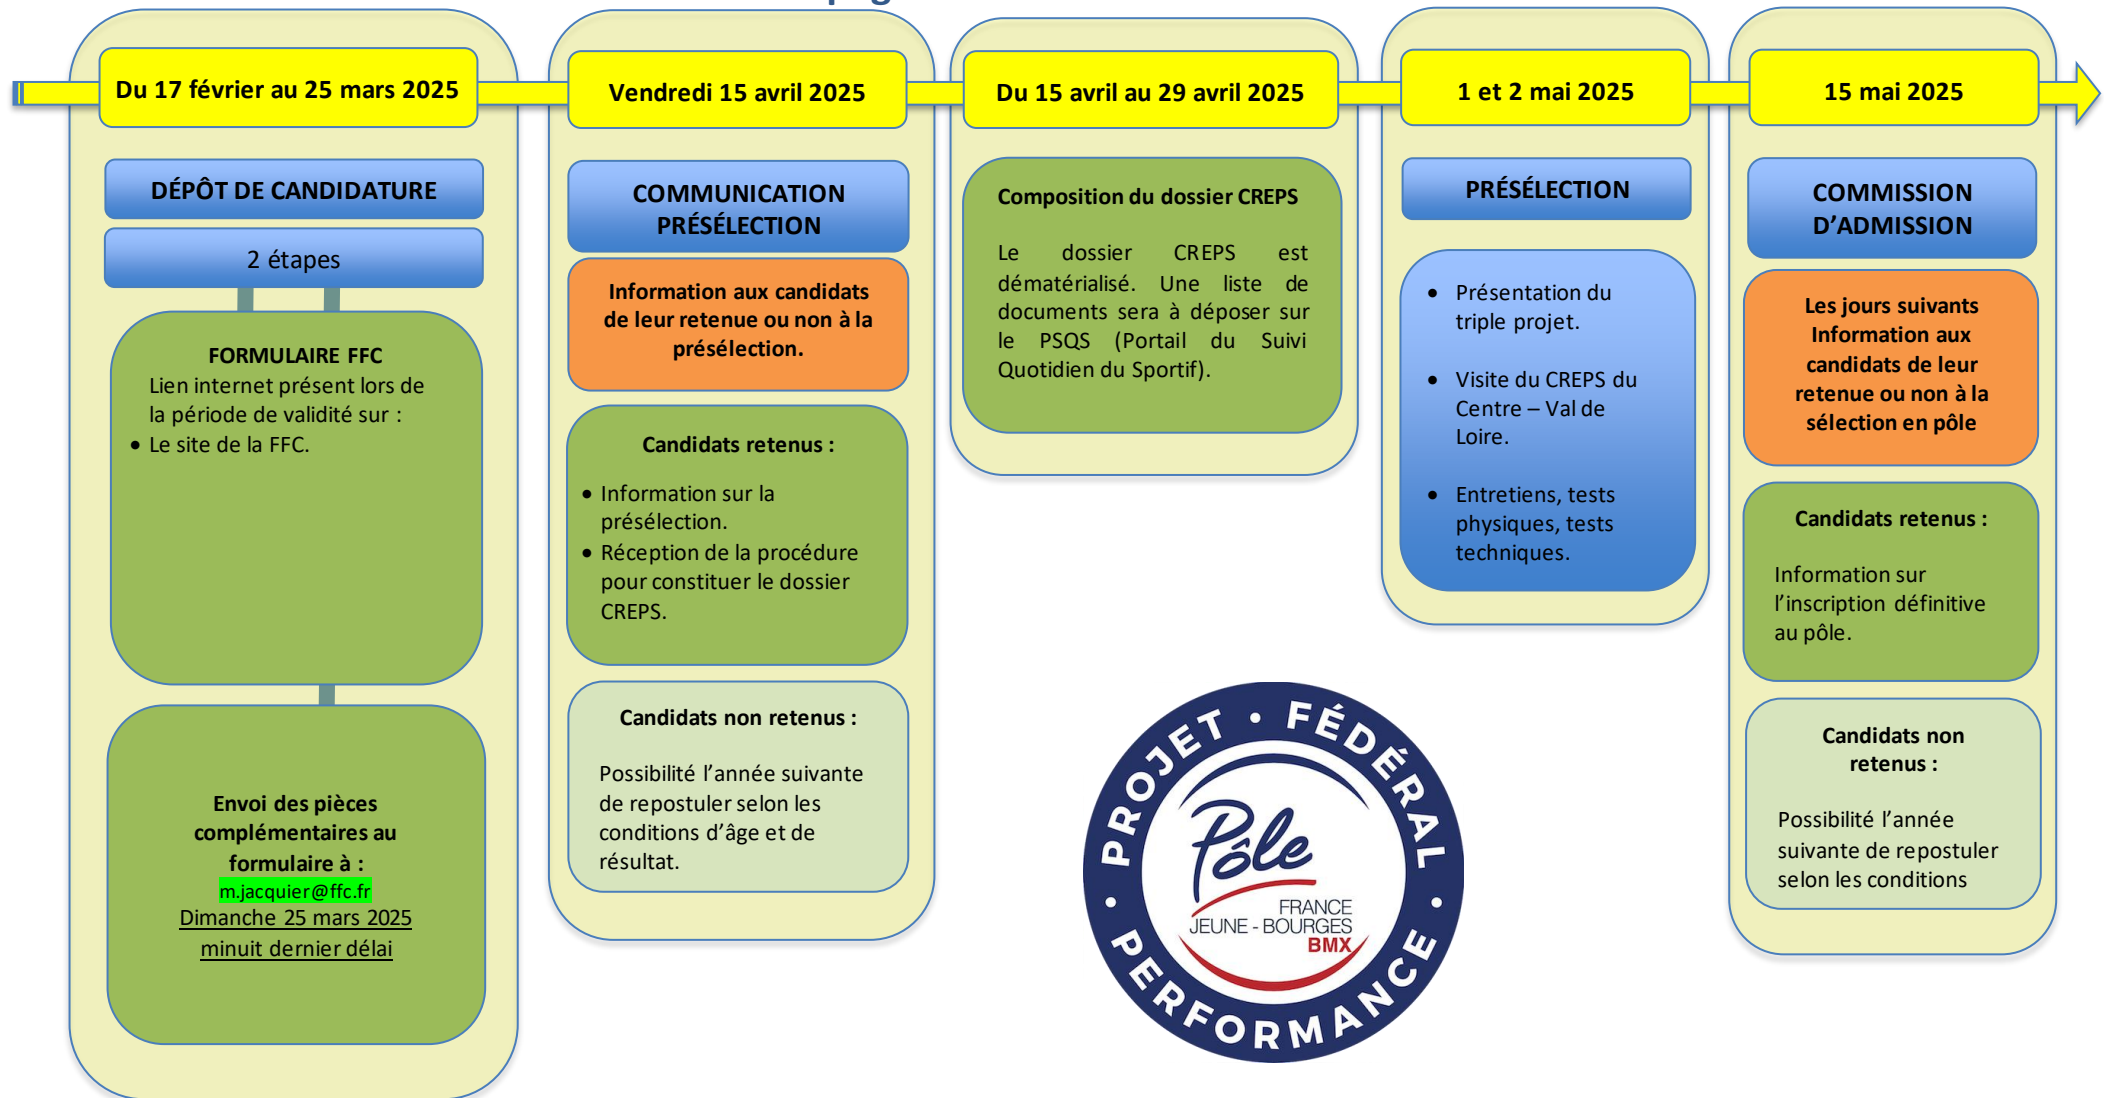 Du 17 février au 25 mars 2025
DÉPÔT DE CANDIDATURE
2 étapes
FORMULAIRE FFC
Lien internet présent lors de
la période de validité sur :
• Le site de la FFC.
Envoi des pièces
complémentaires au
formulaire à :
m.jacquier@ffc.fr
Dimanche 25 mars 2025
minuit dernier délai
Vendredi 15 avril 2025
COMMUNICATION
PRÉSÉLECTION
Information aux candidats
de leur retenue ou non à la
présélection.
Candidats retenus :
• Information sur la
présélection.
• Réception de la procédure
pour constituer le dossier
CREPS.
Candidats non retenus :
Possibilité l’année suivante
de repostuler selon les
conditions d’âge et de
résultat.
Du 15 avril au 29 avril 2025
Composition du dossier CREPS
Le dossier CREPS est
dématérialisé. Une liste de
documents sera à déposer sur
le PSQS (Portail du Suivi
Quotidien du Sportif).
1 et 2 mai 2025
PRÉSÉLECTION
• Présentation du
triple projet.
• Visite du CREPS du
Centre – Val de
Loire.
• Entretiens, tests
physiques, tests
techniques.
15 mai 2025
COMMISSION
D’ADMISSION
Les jours suivants
Information aux
candidats de leur
retenue ou non à la
sélection en pôle
Candidats retenus :
Information sur
l’inscription définitive
au pôle.
Candidats non
retenus :
Possibilité l’année
suivante de repostuler
selon les conditions
PROJET • FÉDÉRAL
• PERFORMANCE •
Pôle
FRANCE
JEUNE - BOURGES
BMX